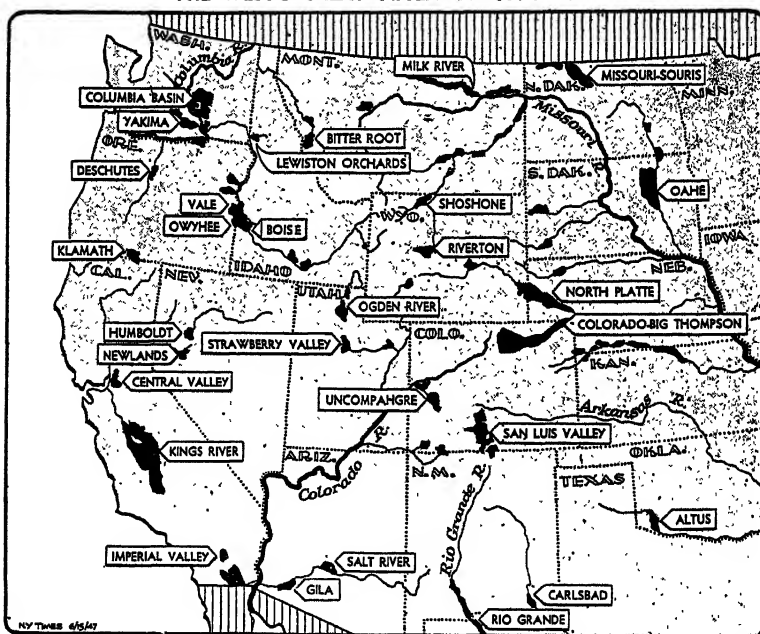 WASH.
Columbia R.
MONT.
MILK RIVER
N. DAK.
MISSOURI-SOURIS
MINN.
COLUMBIA BASIN
YAKIMA
BITTER ROOT
Missouri R.
ORE.
LEWISTON ORCHARDS
DESCHUTES
S. DAK.
OAHE
VALE
OWYHEE
BOISE
WYO.
SHOSHONE
KLAMATH
RIVERTON
IOWA
CAL.
NEV.
IDAHO
NEB.
UTAH
OGDEN RIVER
NORTH PLATTE
HUMBOLDT
NEWLANDS
STRAWBERRY VALLEY
COLO.
COLORADO-BIG THOMPSON
KAN.
CENTRAL VALLEY
UNCOMPAHGRE
Arkansas R.
SAN LUIS VALLEY
KINGS RIVER
ARIZ.
Colorado R.
N.M.
OKLA.
TEXAS
Rio Grande R.
ALTUS
IMPERIAL VALLEY
SALT RIVER
GILA
CARLSBAD
RIO GRANDE
NY TIMES 6/15/47